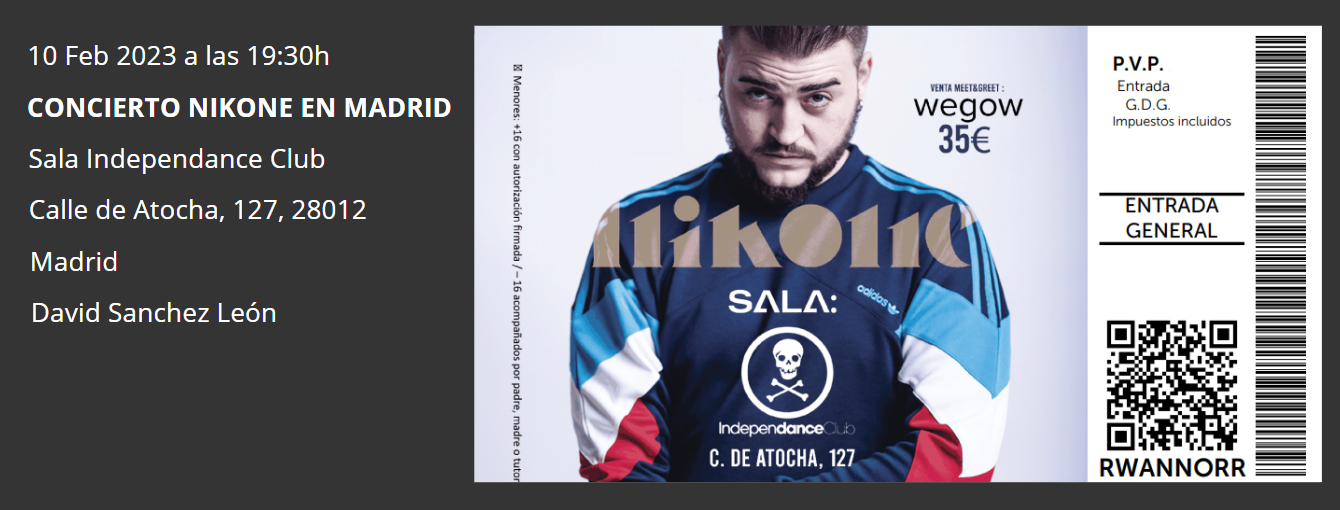 10 Feb 2023 a las 19:30h
CONCIERTO NIKONE EN MADRID
Sala Independance Club
Calle de Atocha, 127, 28012
Madrid
David Sanchez León
Menores: +16 con autorización firmada / – 16 acompañados por padre, madre o tutor
VENTA MEET&GREET :
wegow
35€
nikone
adidas
SALA:
IndependanceClub
C. DE ATOCHA, 127
P.V.P.
Entrada
G.D.G.
Impuestos incluidos
ENTRADA
GENERAL
RWANNORR